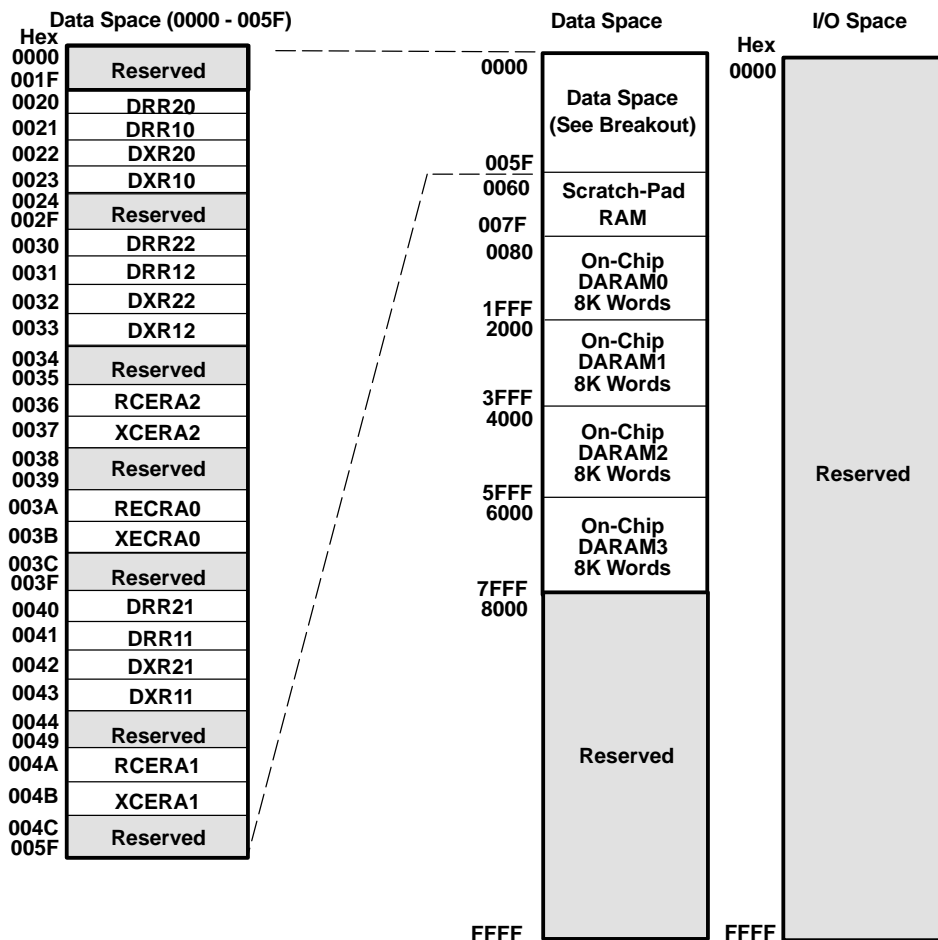 Data Space (0000 - 005F)
Hex
0000
001F
Reserved
0020
DRR20
0021
DRR10
0022
DXR20
0023
DXR10
0024
002F
Reserved
0030
DRR22
0031
DRR12
0032
DXR22
0033
DXR12
0034
0035
Reserved
0036
RCERA2
0037
XCERA2
0038
0039
Reserved
003A
RECRA0
003B
XECRA0
003C
003F
Reserved
0040
DRR21
0041
DRR11
0042
DXR21
0043
DXR11
0044
0049
Reserved
004A
RCERA1
004B
XCERA1
004C
005F
Reserved
Data Space
0000
Data Space
(See Breakout)
005F
0060
Scratch-Pad
RAM
007F
0080
On-Chip
DARAM0
8K Words
1FFF
2000
On-Chip
DARAM1
8K Words
3FFF
4000
On-Chip
DARAM2
8K Words
5FFF
6000
On-Chip
DARAM3
8K Words
7FFF
8000
Reserved
FFFF
I/O Space
Hex
0000
Reserved
FFFF